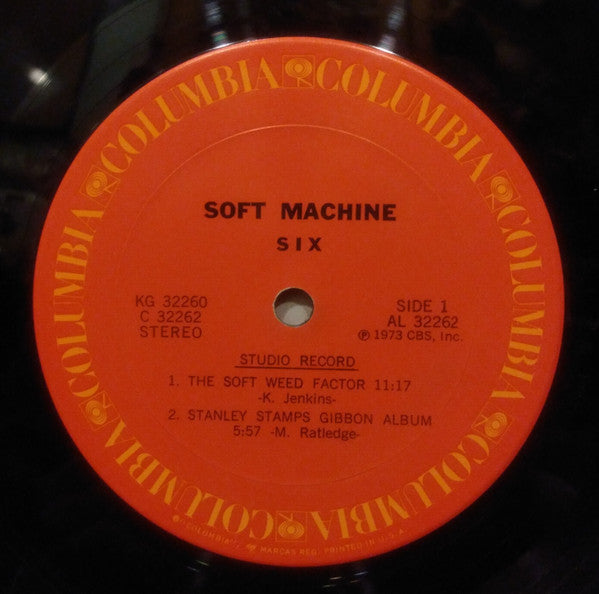 COLUMBIA COLUMBIA COLUMBIA COLUMBIA COLUMBIA COLUMBIA
SOFT MACHINE
SIX
KG 32260
C 32262
STEREO
SIDE 1
AL 32262
℗ 1973 CBS, Inc.
STUDIO RECORD
1. THE SOFT WEED FACTOR 11:17
-K. Jenkins-
2. STANLEY STAMPS GIBBON ALBUM
5:57 -M. Ratledge-
MARCAS REG. PRINTED IN U.S.A.